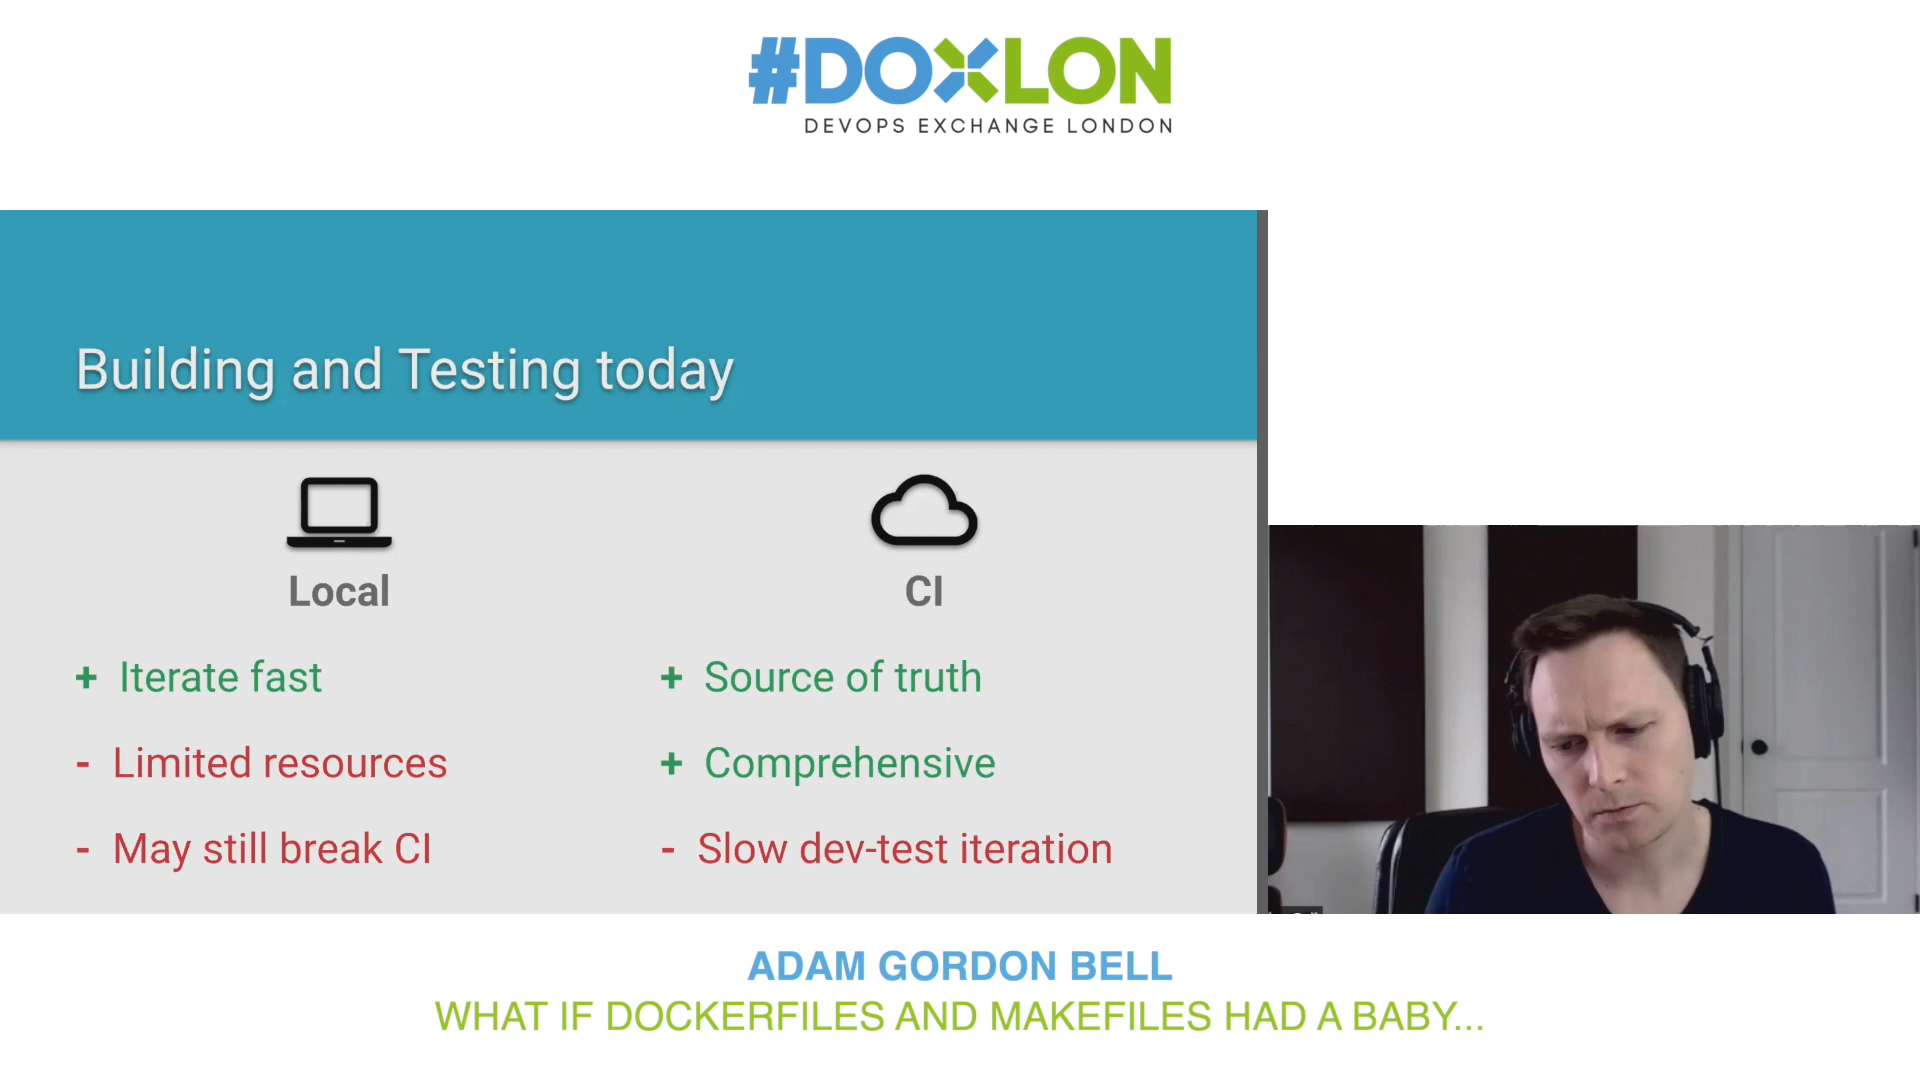 #DOXLON
DEVOPS EXCHANGE LONDON
Building and Testing today
Local
+ Iterate fast
- Limited resources
- May still break CI
CI
+ Source of truth
+ Comprehensive
- Slow dev-test iteration
ADAM GORDON BELL
WHAT IF DOCKERFILES AND MAKEFILES HAD A BABY...